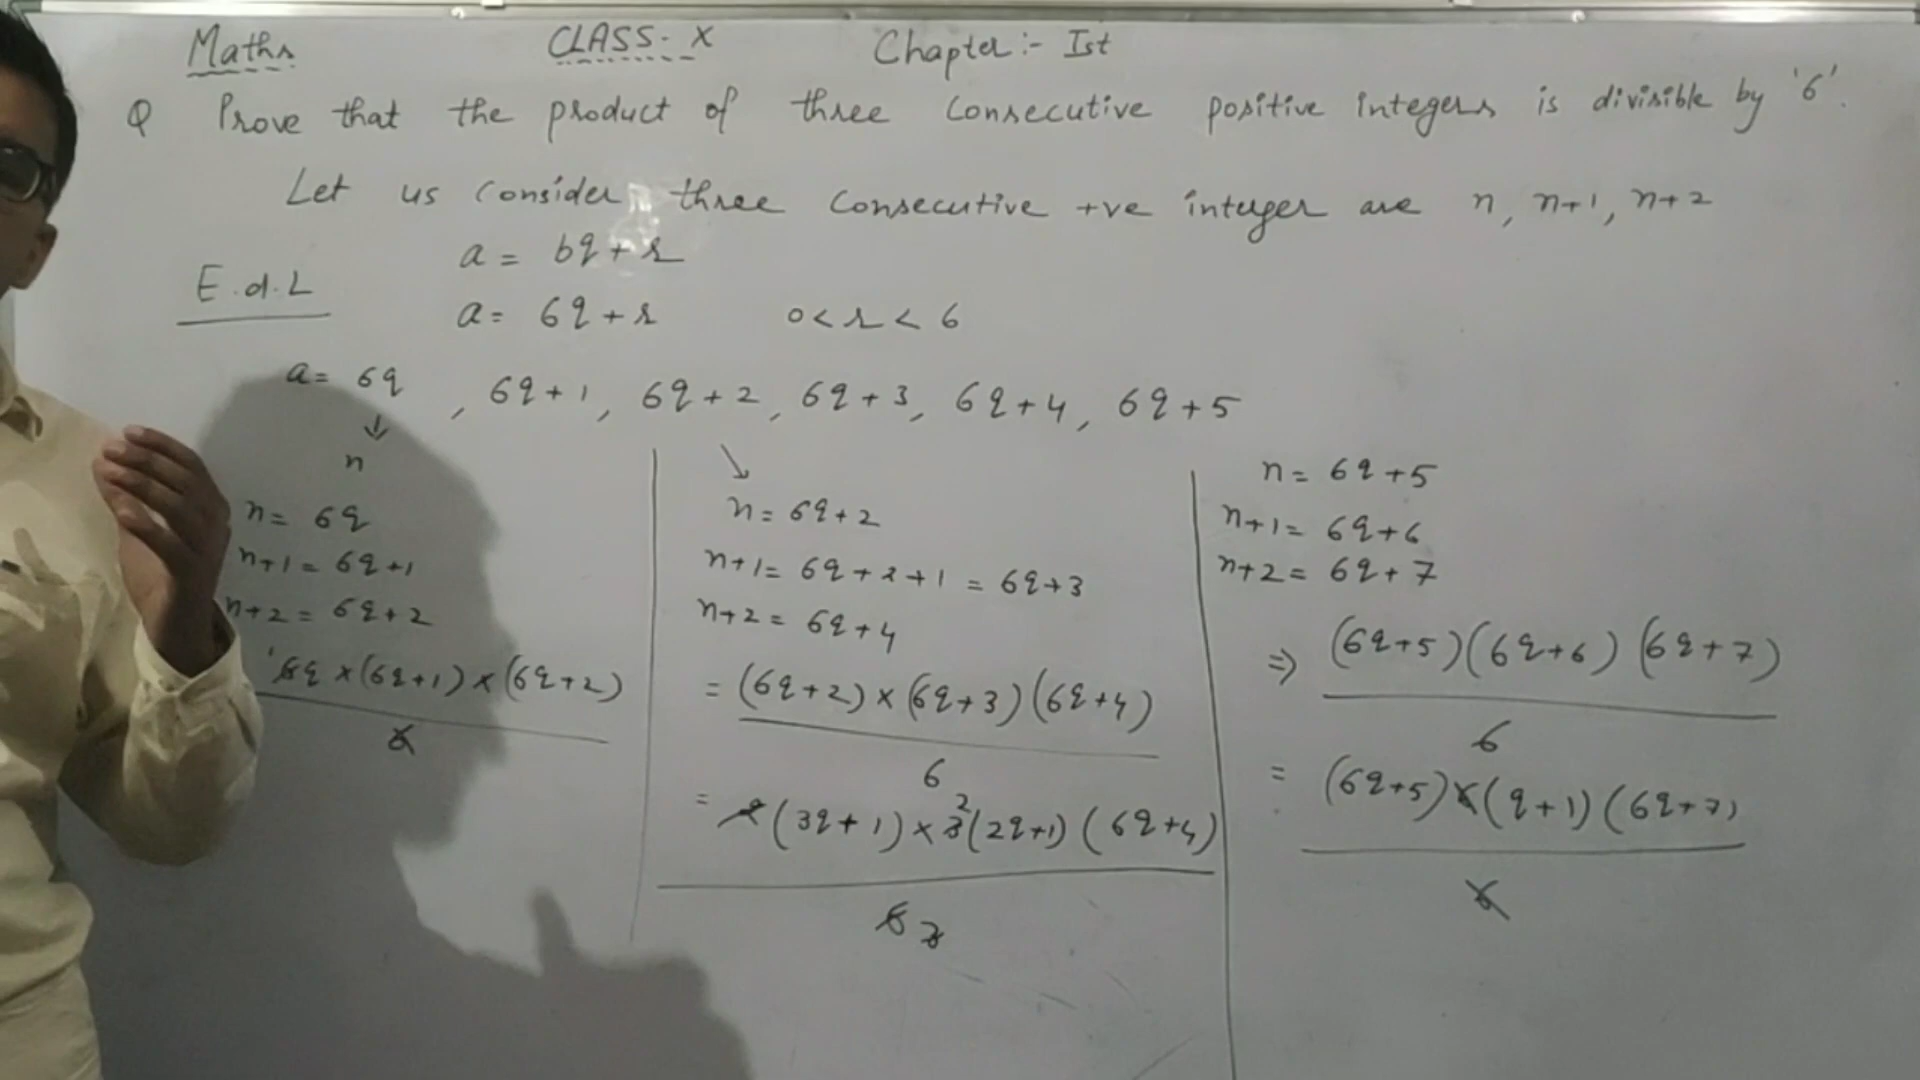 Maths CLASS- X Chapter:- Ist
Q Prove that the product of three consecutive positive integers is divisible by '6'.
Let us consider three consecutive +ve integer are n, n+1, n+2
a = bq + r
E.d.L
a = 6q + r 0 < r < 6
a = 6q , 6q + 1, 6q + 2, 6q + 3, 6q + 4, 6q + 5
↓
n
n = 6q
n+1 = 6q+1
n+2 = 6q+2
6q × (6q+1) × (6q+2)
6
↘
n = 6q+2
n+1 = 6q + 2 + 1 = 6q+3
n+2 = 6q+4
= (6q+2) × (6q+3) (6q+4)
6
= 2 (3q + 1) × 3 (2q+1) (6q+4)
6
n = 6q+5
n+1 = 6q+6
n+2 = 6q+7
⇒ (6q+5) (6q+6) (6q+7)
6
= (6q+5) 6 (q+1) (6q+7)
6